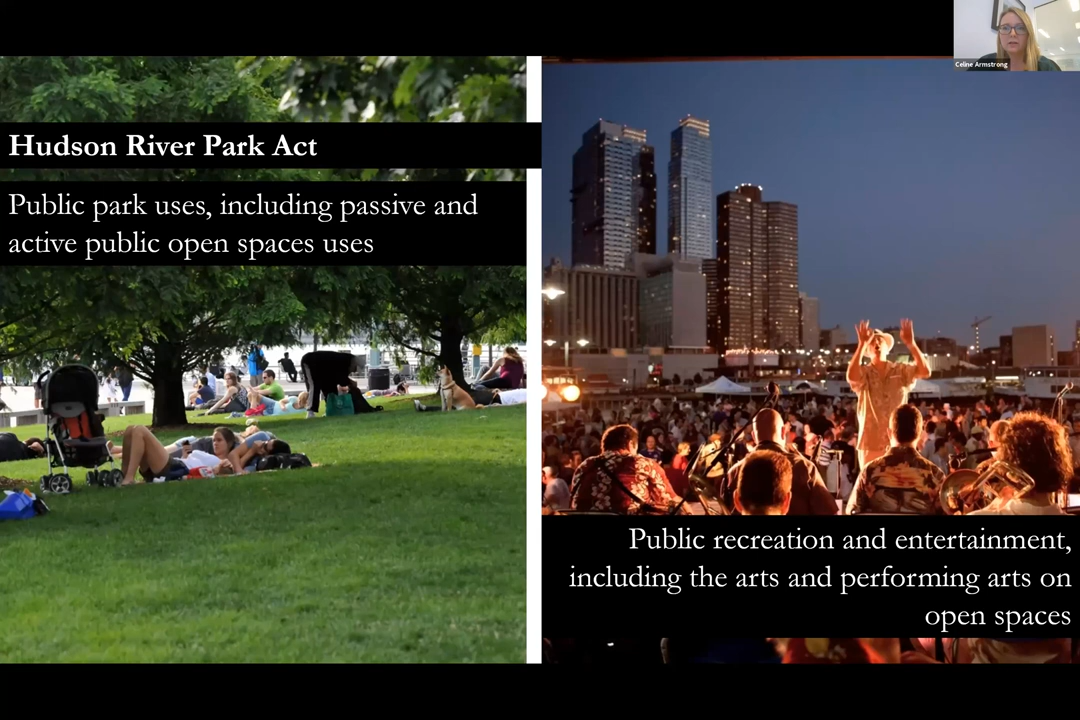 Celine Armstrong
Hudson River Park Act
Public park uses, including passive and
active public open spaces uses
Public recreation and entertainment,
including the arts and performing arts on
open spaces